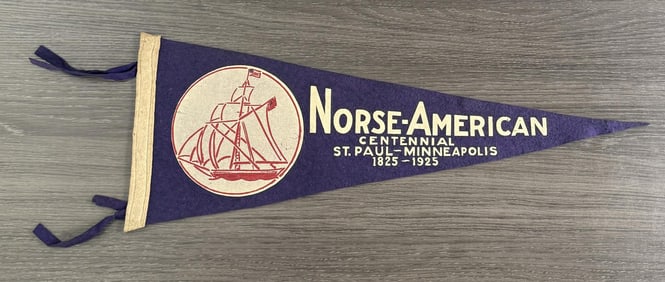 NORSE-AMERICAN
CENTENNIAL
ST. PAUL-MINNEAPOLIS
1825-1925